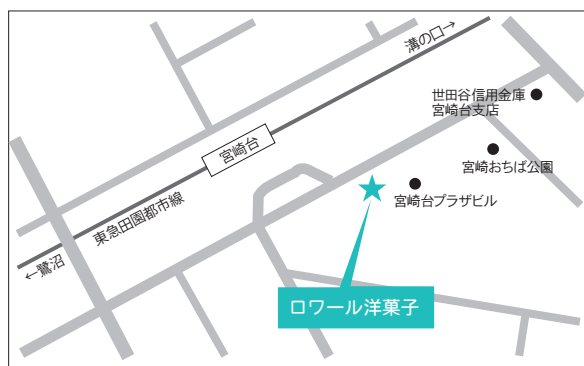 溝の口→
世田谷信用金庫
宮崎台支店
宮崎台
宮崎おちば公園
宮崎台プラザビル
東急田園都市線
←鷺沼
ロワール洋菓子